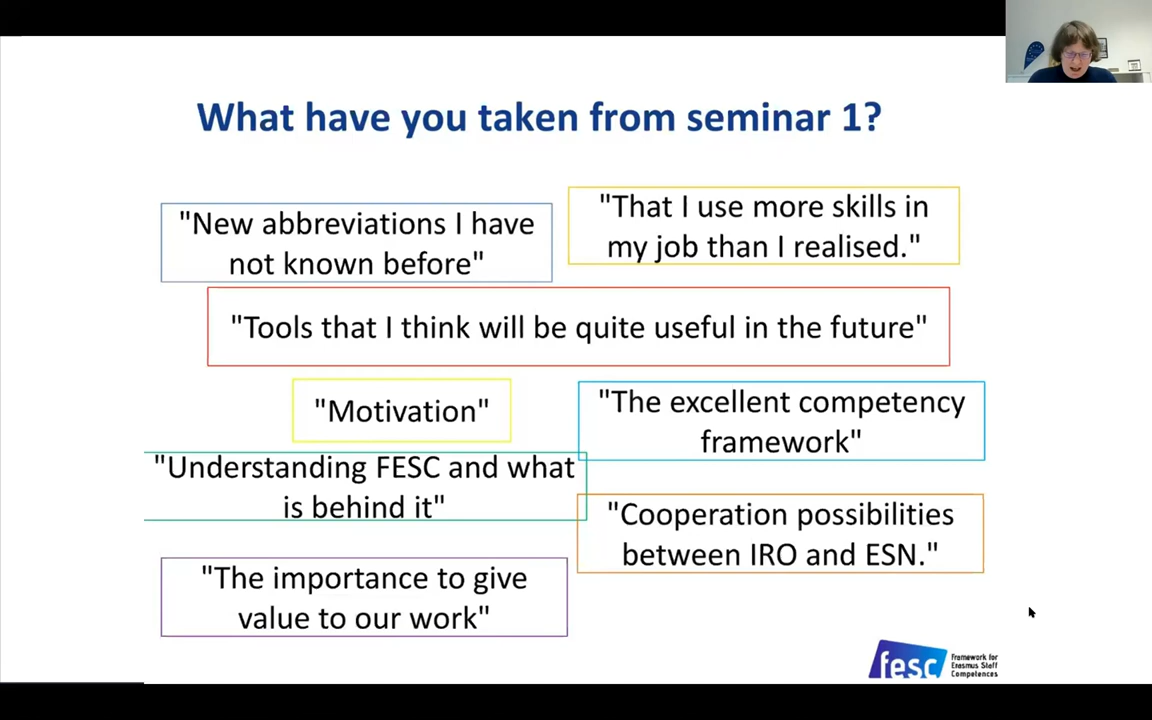 What have you taken from seminar 1?
"New abbreviations I have
not known before"
"That I use more skills in
my job than I realised."
"Tools that I think will be quite useful in the future"
"Motivation"
"The excellent competency
framework"
"Understanding FESC and what
is behind it"
"Cooperation possibilities
between IRO and ESN."
"The importance to give
value to our work"
fesc
Framework for
Erasmus Staff
Competences